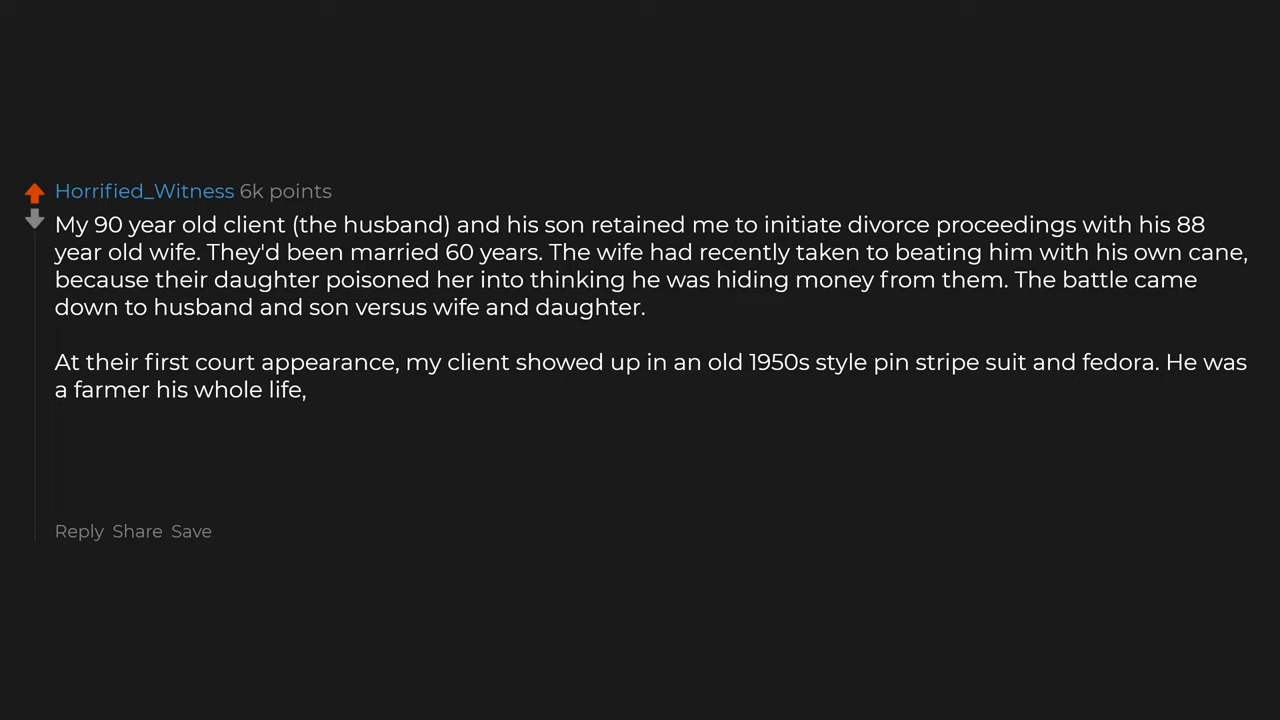 Horrified_Witness 6k points
My 90 year old client (the husband) and his son retained me to initiate divorce proceedings with his 88
year old wife. They'd been married 60 years. The wife had recently taken to beating him with his own cane,
because their daughter poisoned her into thinking he was hiding money from them. The battle came
down to husband and son versus wife and daughter.
At their first court appearance, my client showed up in an old 1950s style pin stripe suit and fedora. He was
a farmer his whole life,
Reply Share Save